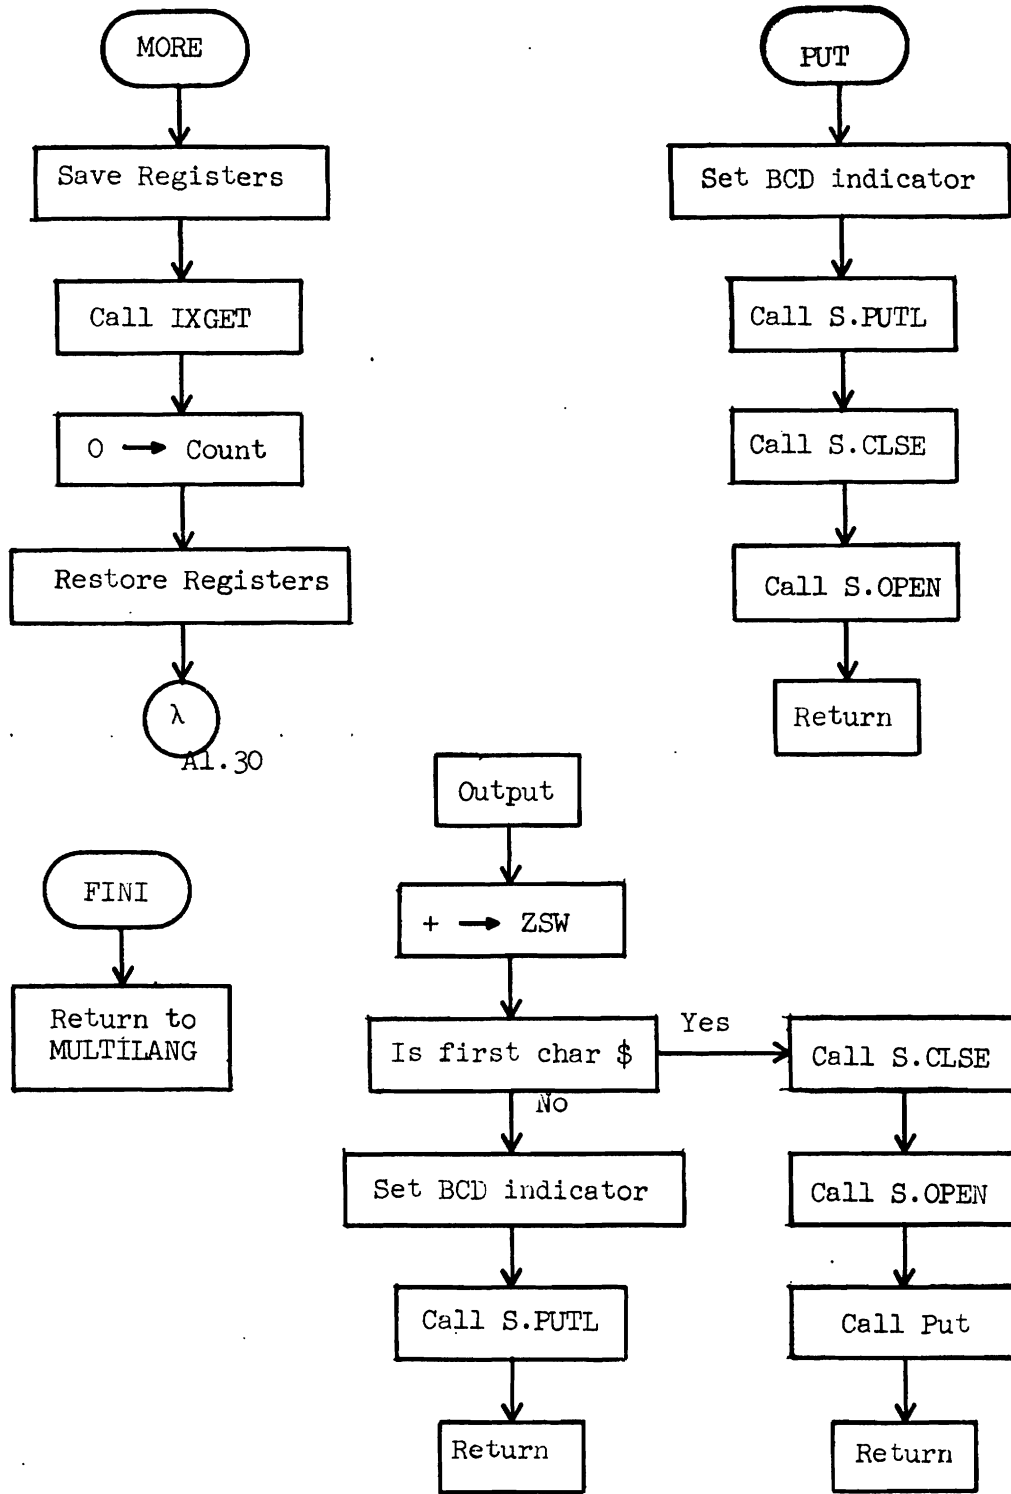 MORE
Save Registers
Call IXGET
0 → Count
Restore Registers
λ
A1.30
PUT
Set BCD indicator
Call S.PUTL
Call S.CLSE
Call S.OPEN
Return
FINI
Return to
MULTILANG
Output
+ → ZSW
Is first char $
Yes
No
Set BCD indicator
Call S.PUTL
Return
Call S.CLSE
Call S.OPEN
Call Put
Return